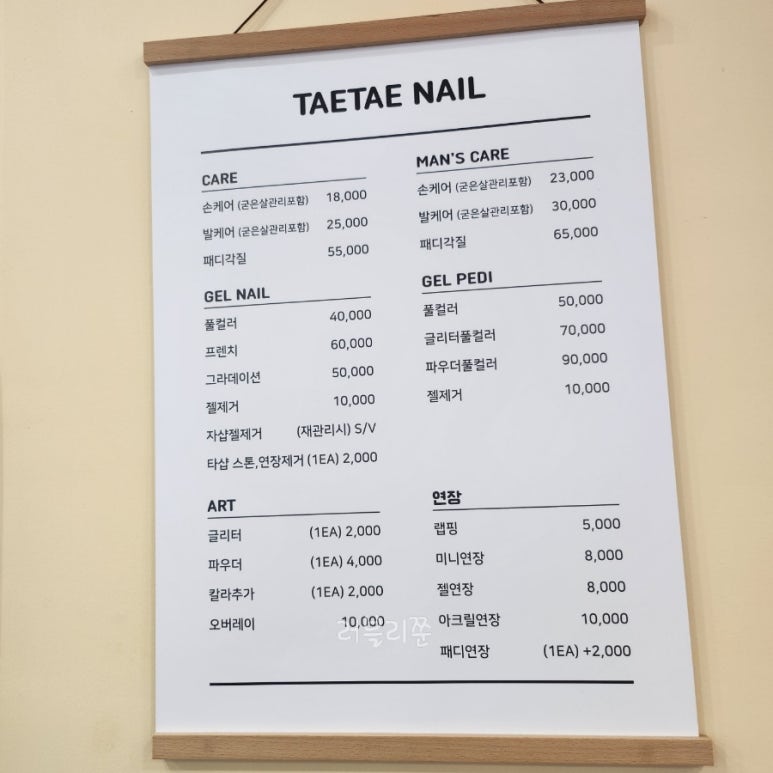 TAETAE NAIL
CARE
손케어 (굳은살관리포함) 18,000
발케어 (굳은살관리포함) 25,000
패디각질 55,000
MAN'S CARE
손케어 (굳은살관리포함) 23,000
발케어 (굳은살관리포함) 30,000
패디각질 65,000
GEL NAIL
풀컬러 40,000
프렌치 60,000
그라데이션 50,000
젤제거 10,000
자샵젤제거 (재관리시) S/V
타샵 스톤,연장제거 (1EA) 2,000
GEL PEDI
풀컬러 50,000
글리터풀컬러 70,000
파우더풀컬러 90,000
젤제거 10,000
ART
글리터 (1EA) 2,000
파우더 (1EA) 4,000
칼라추가 (1EA) 2,000
오버레이 10,000
연장
랩핑 5,000
미니연장 8,000
젤연장 8,000
아크릴연장 10,000
패디연장 (1EA) +2,000
러블리쭌